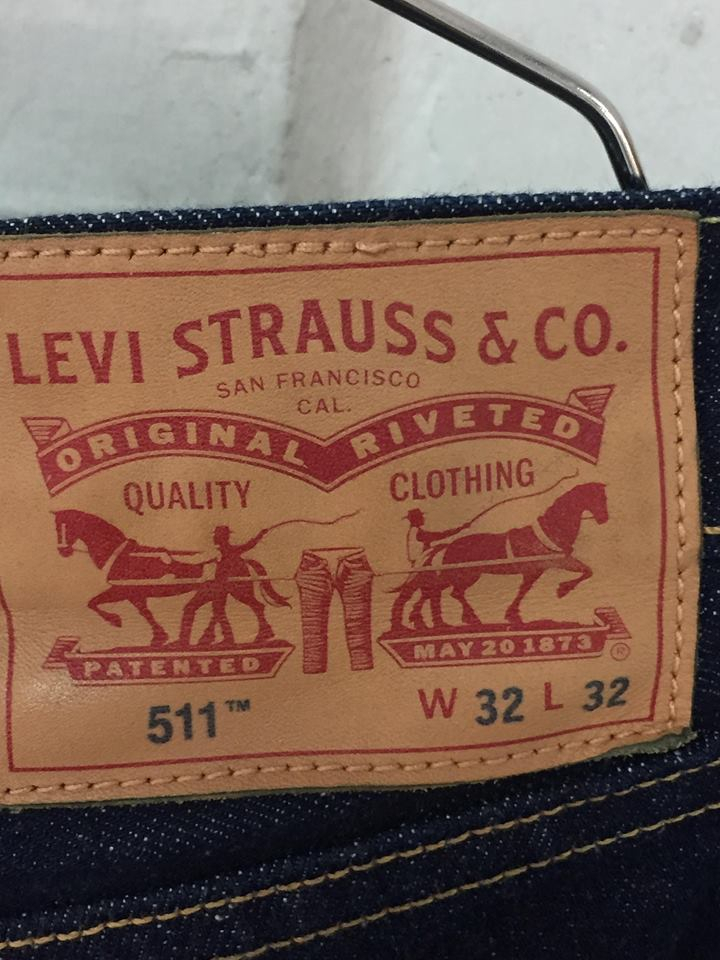 LEVI STRAUSS & CO.
SAN FRANCISCO
CAL.
ORIGINAL RIVETED
QUALITY CLOTHING
PATENTED MAY 20 1873 ®
511™ W 32 L 32